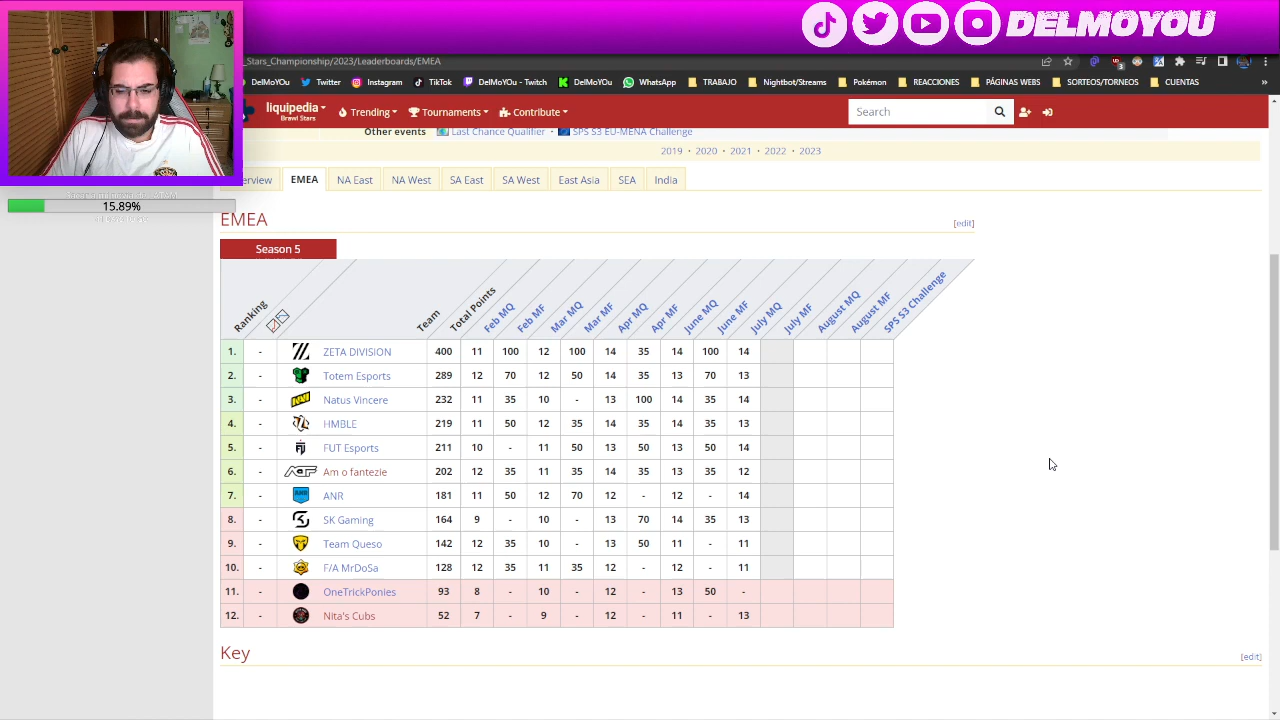 DELMOYOU
_Stars_Championship/2023/Leaderboards/EMEA
DelMoYOu Twitter Instagram TikTok DelMoYOu - Twitch DelMoYOu WhatsApp TRABAJO Nightbot/Streaming Pokémon REACCIONES PÁGINAS WEBS SORTEOS/TORNEOS CUENTAS
liquipedia Brawl Stars Trending Tournaments Contribute Search
Other events Last Chance Qualifier · SPS S3 EU-MENA Challenge
2019 · 2020 · 2021 · 2022 · 2023
erview EMEA NA East NA West SA East SA West East Asia SEA India
15.89%
EMEA [edit]
Season 5
Ranking Team Total Points Feb MQ Feb MF Mar MQ Mar MF Apr MQ Apr MF June MQ June MF July MQ July MF August MQ August MF SPS S3 Challenge
1. - ZETA DIVISION 400 11 100 12 100 14 35 14 100 14
2. - Totem Esports 289 12 70 12 50 14 35 13 70 13
3. - Natus Vincere 232 11 35 10 - 13 100 14 35 14
4. - HMBLE 219 11 50 12 35 14 35 14 35 13
5. - FUT Esports 211 10 - 11 50 13 50 13 50 14
6. - Am o fantezie 202 12 35 11 35 14 35 13 35 12
7. - ANR 181 11 50 12 70 12 - 12 - 14
8. - SK Gaming 164 9 - 10 - 13 70 14 35 13
9. - Team Queso 142 12 35 10 - 13 50 11 - 11
10. - F/A MrDoSa 128 12 35 11 35 12 - 12 - 11
11. - OneTrickPonies 93 8 - 10 - 12 - 13 50 -
12. - Nita's Cubs 52 7 - 9 - 12 - 11 - 13
Key [edit]